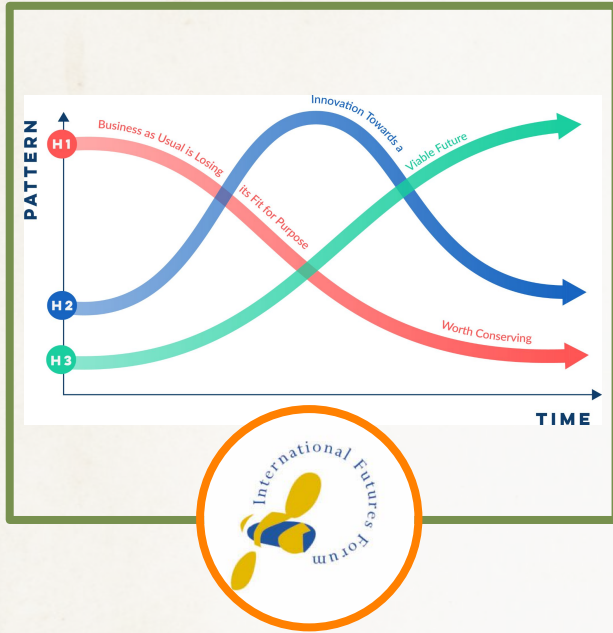 PATTERN
H1
Business as Usual is Losing
its Fit for Purpose
Innovation Towards a
Viable Future
H2
H3
Worth Conserving
TIME
International Futures Forum